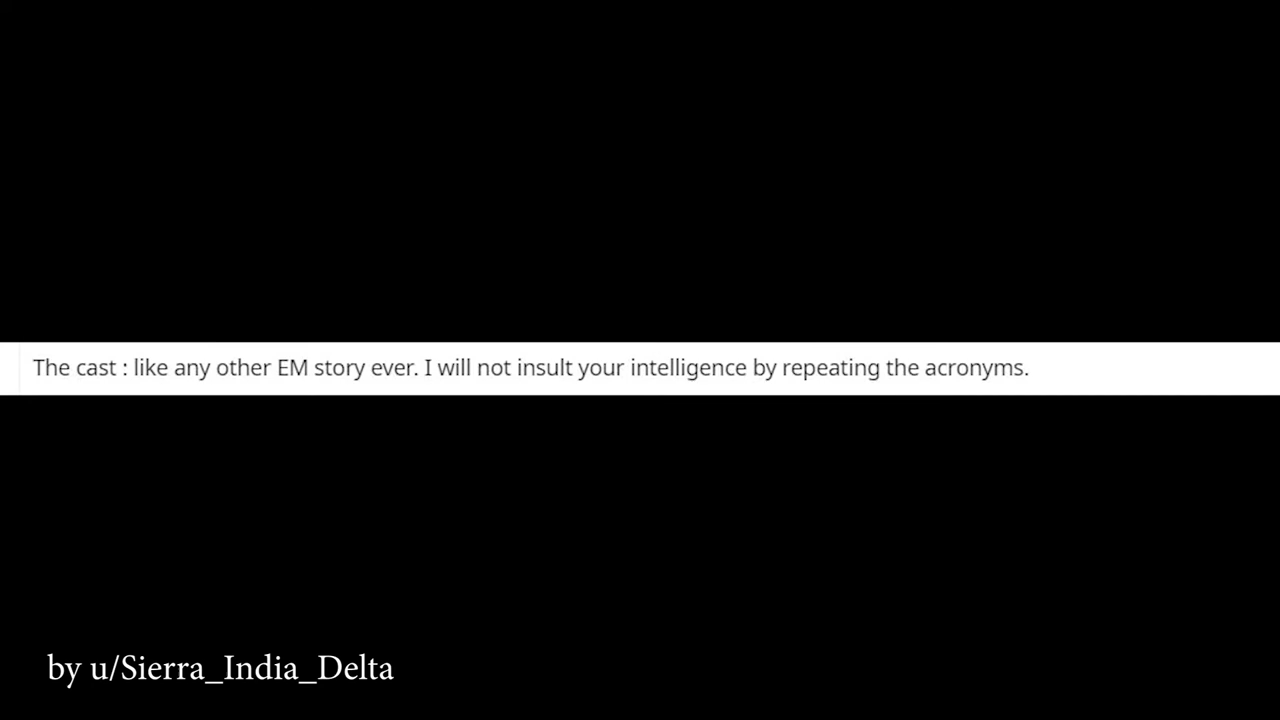 The cast : like any other EM story ever. I will not insult your intelligence by repeating the acronyms.
by u/Sierra_India_Delta